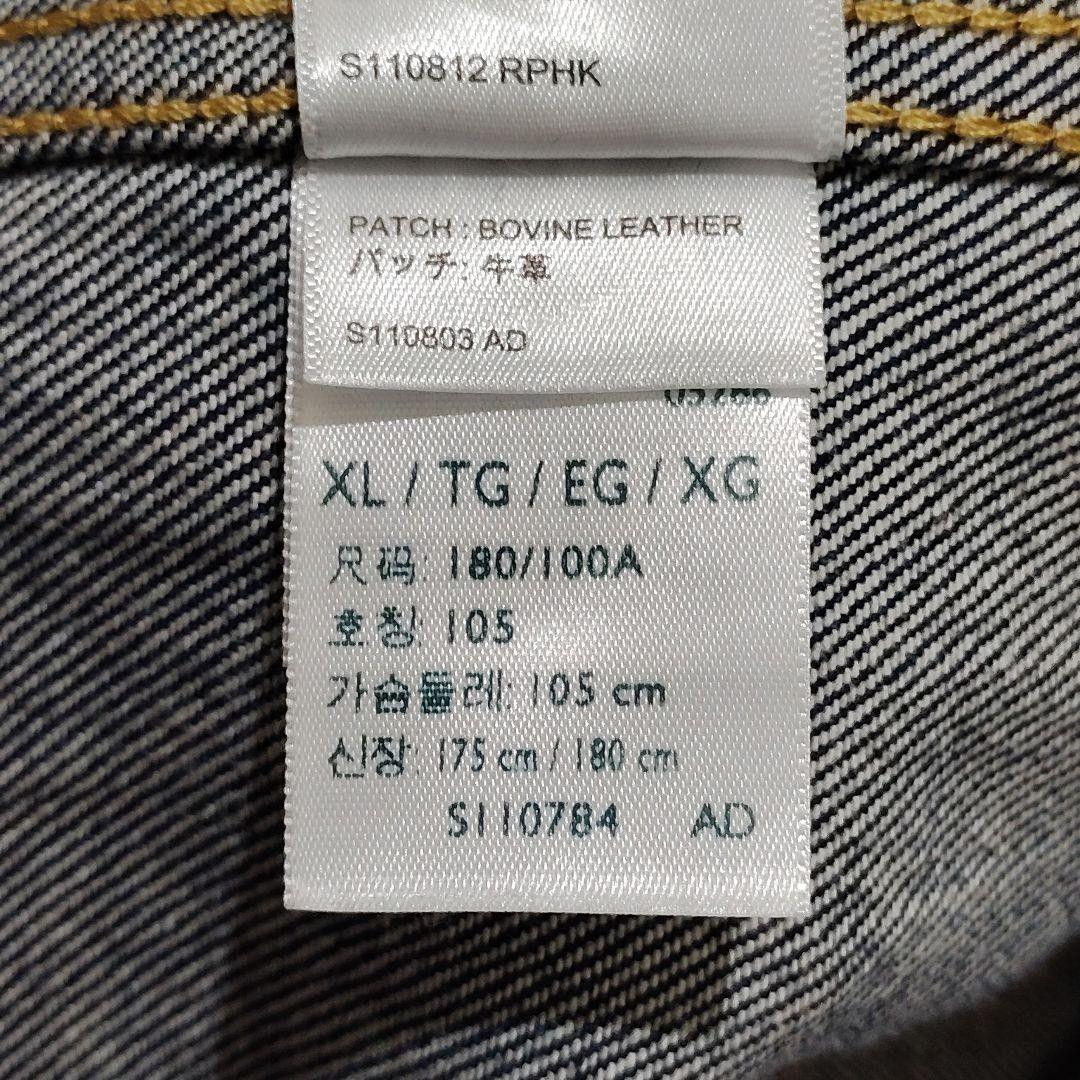 S110812 RPHK
PATCH : BOVINE LEATHER
パッチ: 牛革
S110803 AD
XL / TG / EG / XG
尺码: 180/100A
호칭: 105
가슴둘레: 105 cm
신장: 175 cm / 180 cm
S110784 AD